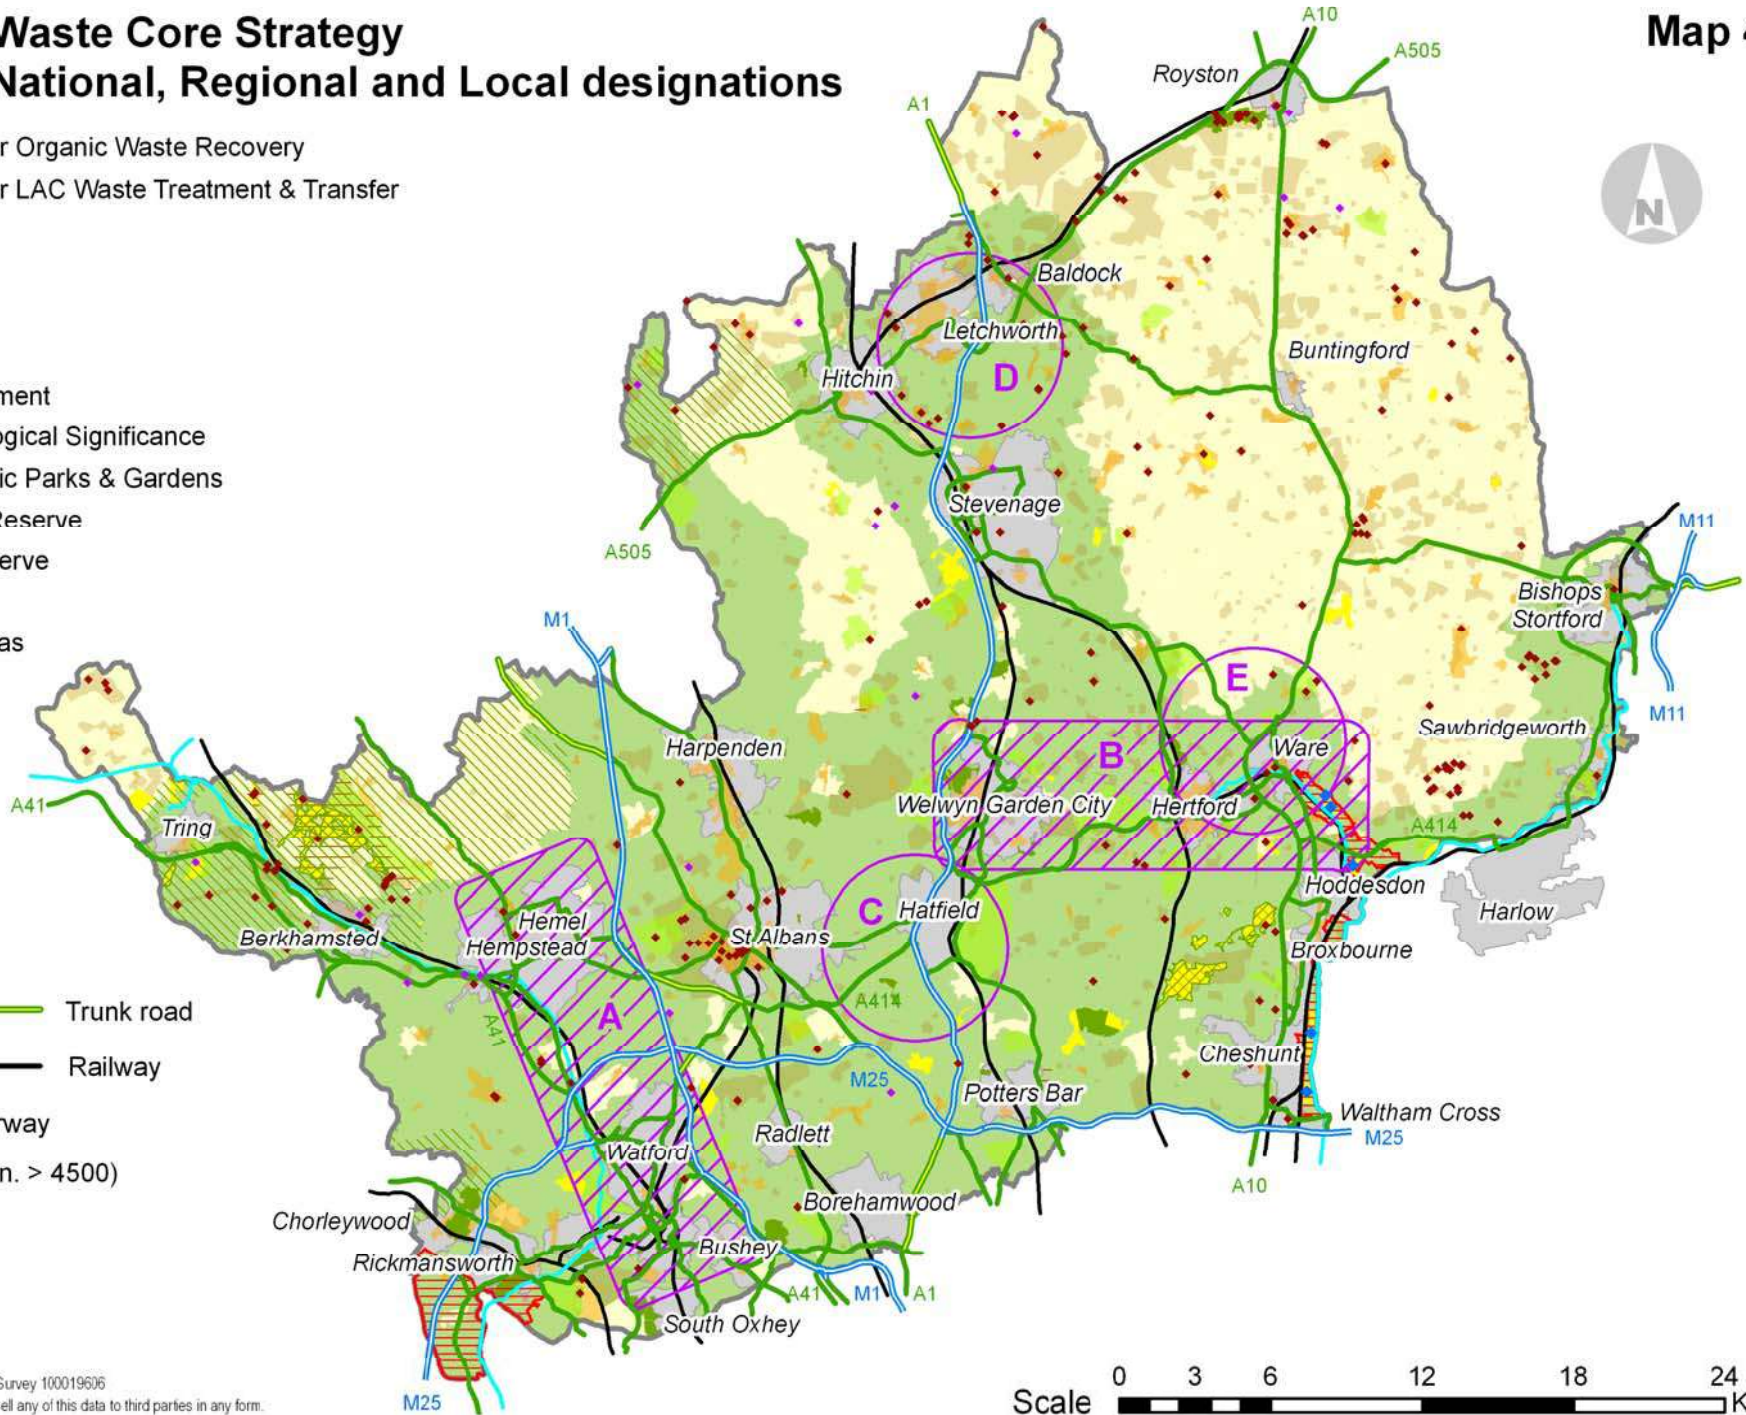 Waste Core Strategy
National, Regional and Local designations
Map
r Organic Waste Recovery
r LAC Waste Treatment & Transfer
A10
A505
Royston
A1
N
Baldock
Letchworth
D
Hitchin
Buntingford
ment
ogical Significance
ic Parks & Gardens
Reserve
erve
as
Stevenage
A505
M11
Bishops
Stortford
M1
E
M11
Sawbridgeworth
Harpenden
B
Ware
A41
Tring
Welwyn Garden City
Hertford
A414
Hoddesdon
Harlow
C
Hatfield
Hemel
Hempstead
St Albans
Berkhamsted
Broxbourne
A414
A
A41
Trunk road
Railway
rway
n. > 4500)
Cheshunt
M25
Potters Bar
Waltham Cross
M25
Radlett
Watford
A10
Borehamwood
Chorleywood
Rickmansworth
Bushey
A41
M1
A1
South Oxhey
M25
Survey 100019606
ell any of this data to third parties in any form.
Scale
0 3 6 12 18 24
K